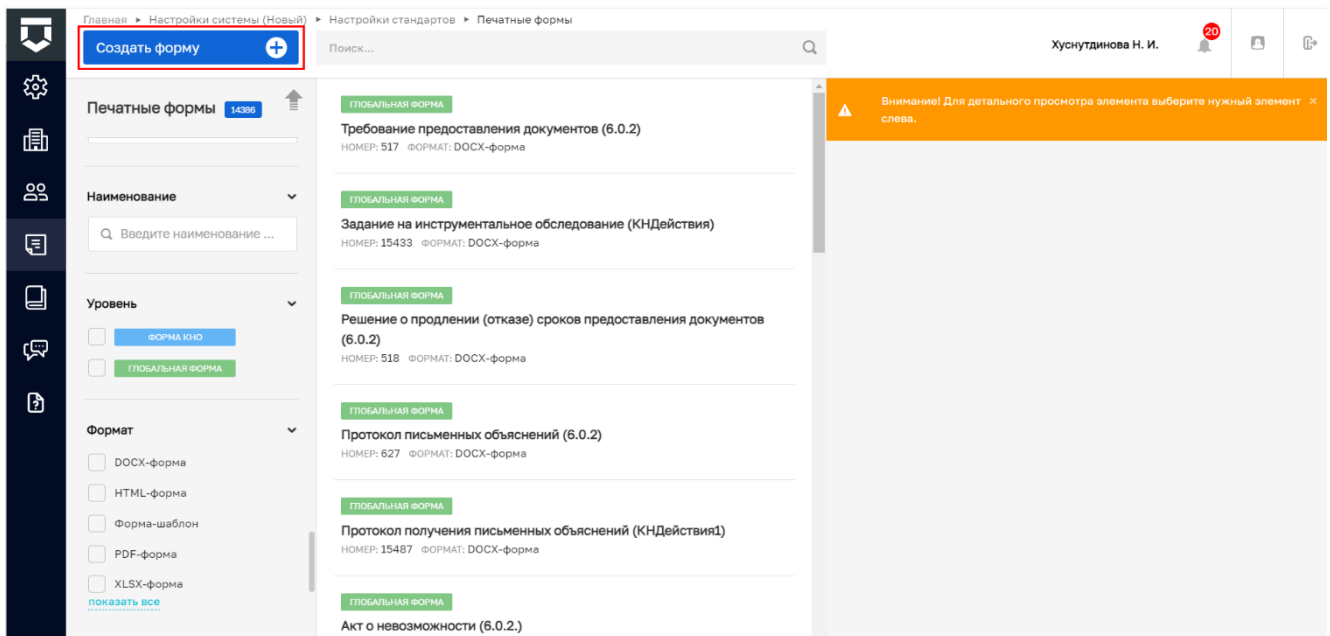 Главная ▸ Настройки системы (Новый) ▸ Настройки стандартов ▸ Печатные формы
Создать форму
Поиск...
Хуснутдинова Н. И.
20
Печатные формы 14386
Наименование
Введите наименование ...
Уровень
ФОРМА КНО
ГЛОБАЛЬНАЯ ФОРМА
Формат
DOCX-форма
HTML-форма
Форма-шаблон
PDF-форма
XLSX-форма
показать все
ГЛОБАЛЬНАЯ ФОРМА
Требование предоставления документов (6.0.2)
НОМЕР: 517 ФОРМАТ: DOCX-форма
ГЛОБАЛЬНАЯ ФОРМА
Задание на инструментальное обследование (КНДействия)
НОМЕР: 15433 ФОРМАТ: DOCX-форма
ГЛОБАЛЬНАЯ ФОРМА
Решение о продлении (отказе) сроков предоставления документов
(6.0.2)
НОМЕР: 518 ФОРМАТ: DOCX-форма
ГЛОБАЛЬНАЯ ФОРМА
Протокол письменных объяснений (6.0.2)
НОМЕР: 627 ФОРМАТ: DOCX-форма
ГЛОБАЛЬНАЯ ФОРМА
Протокол получения письменных объяснений (КНДействия1)
НОМЕР: 15487 ФОРМАТ: DOCX-форма
ГЛОБАЛЬНАЯ ФОРМА
Акт о невозможности (6.0.2.)
Внимание! Для детального просмотра элемента выберите нужный элемент ×
слева.